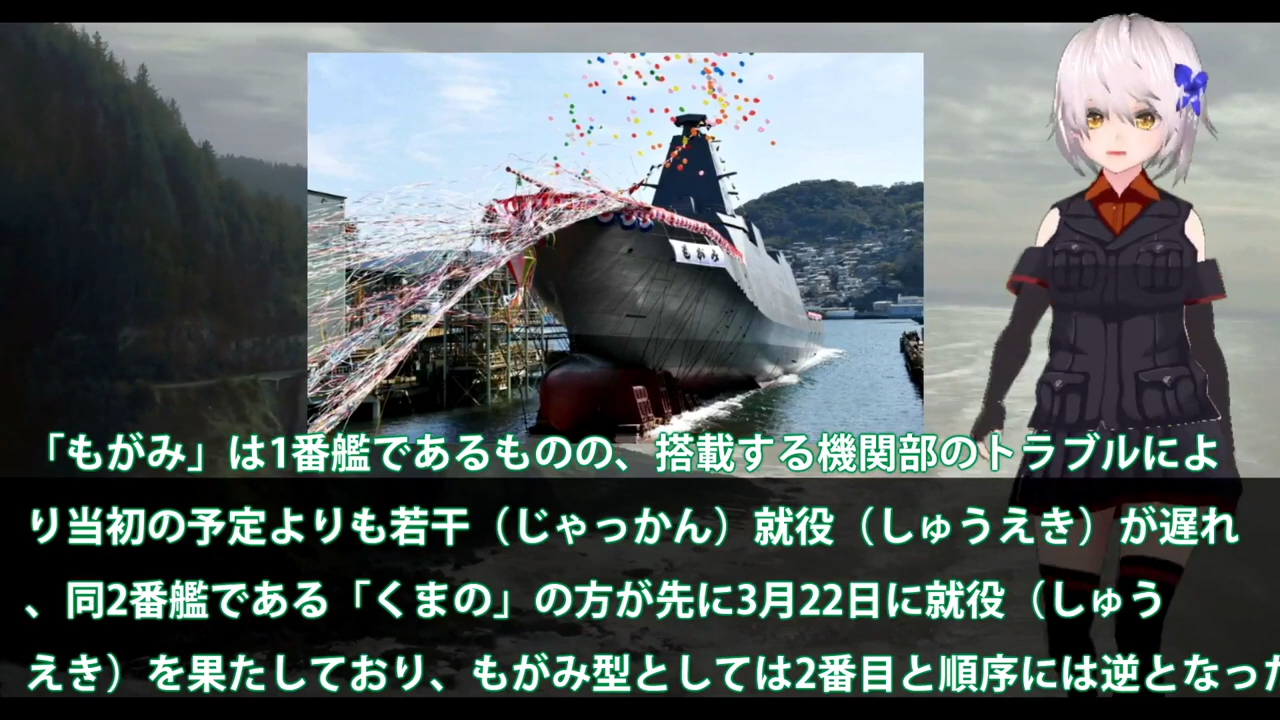 もがみ
「もがみ」は1番艦であるものの、搭載する機関部のトラブルによ
り当初の予定よりも若干（じゃっかん）就役（しゅうえき）が遅れ
、同2番艦である「くまの」の方が先に3月22日に就役（しゅう
えき）を果たしており、もがみ型としては2番目と順序には逆となった